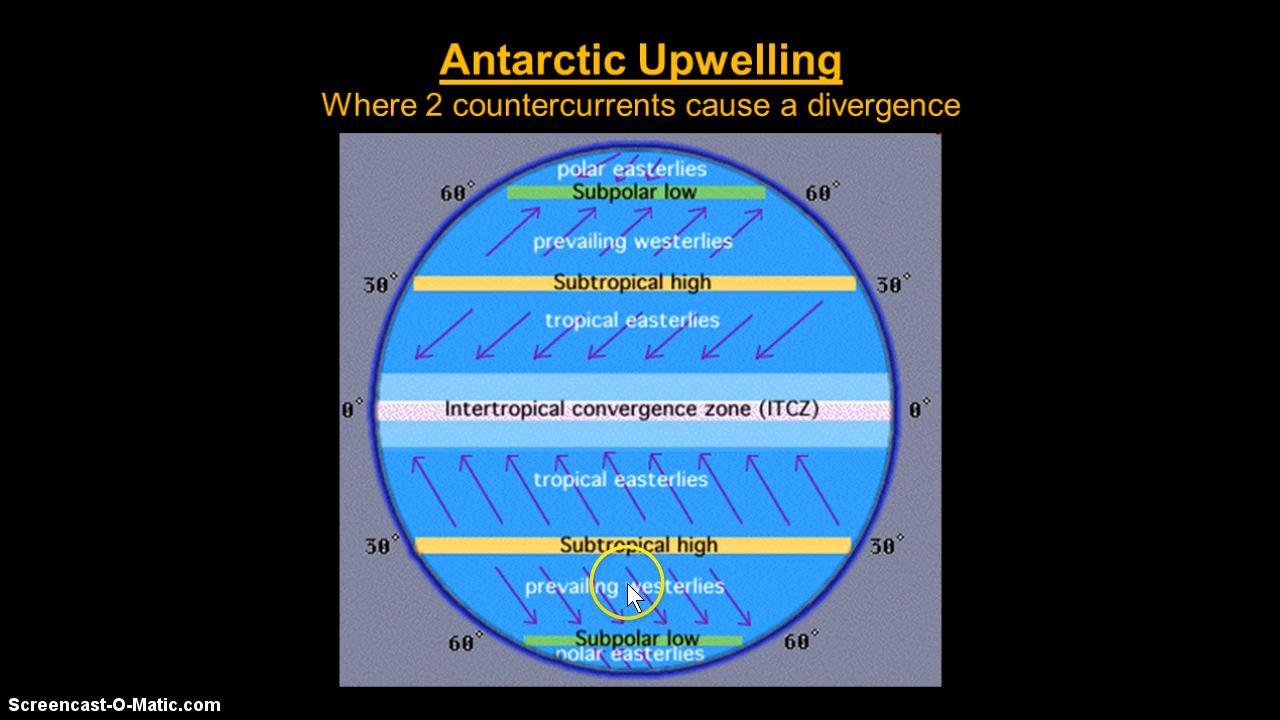 Antarctic Upwelling
Where 2 countercurrents cause a divergence
polar easterlies
60° Subpolar low 60°
prevailing westerlies
30° Subtropical high 30°
tropical easterlies
0° Intertropical convergence zone (ITCZ) 0°
tropical easterlies
30° Subtropical high 30°
prevailing westerlies
60° Subpolar low 60°
polar easterlies
Screencast-O-Matic.com